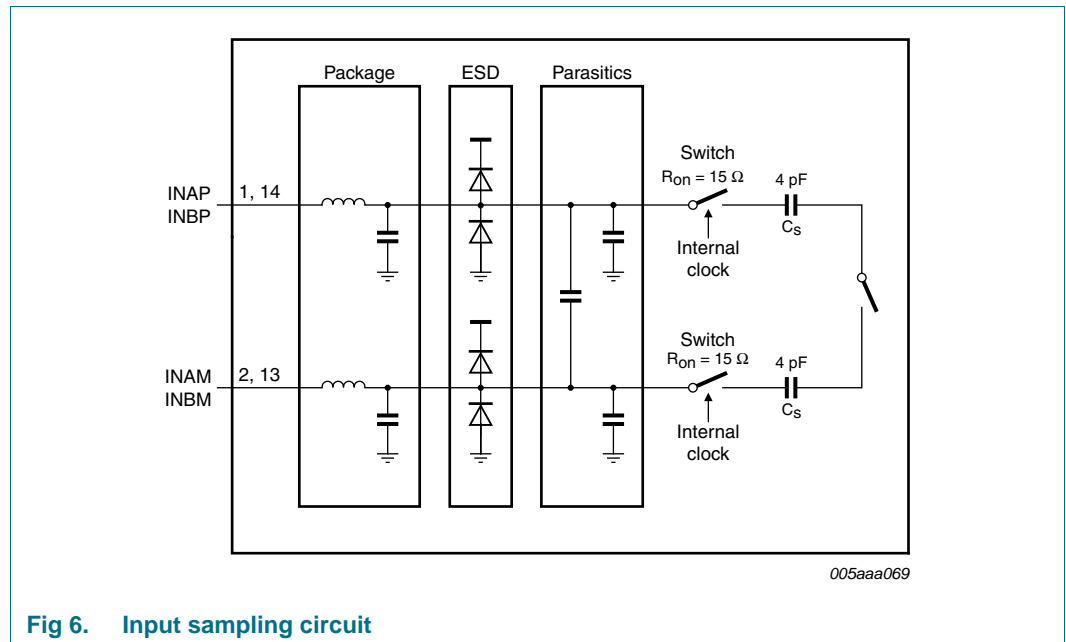 Package ESD Parasitics
Switch
Ron = 15 Ω
4 pF
INAP
INBP
1, 14
Cs
Internal
clock
Switch
Ron = 15 Ω
4 pF
INAM
INBM
2, 13
Cs
Internal
clock
005aaa069
Fig 6. Input sampling circuit